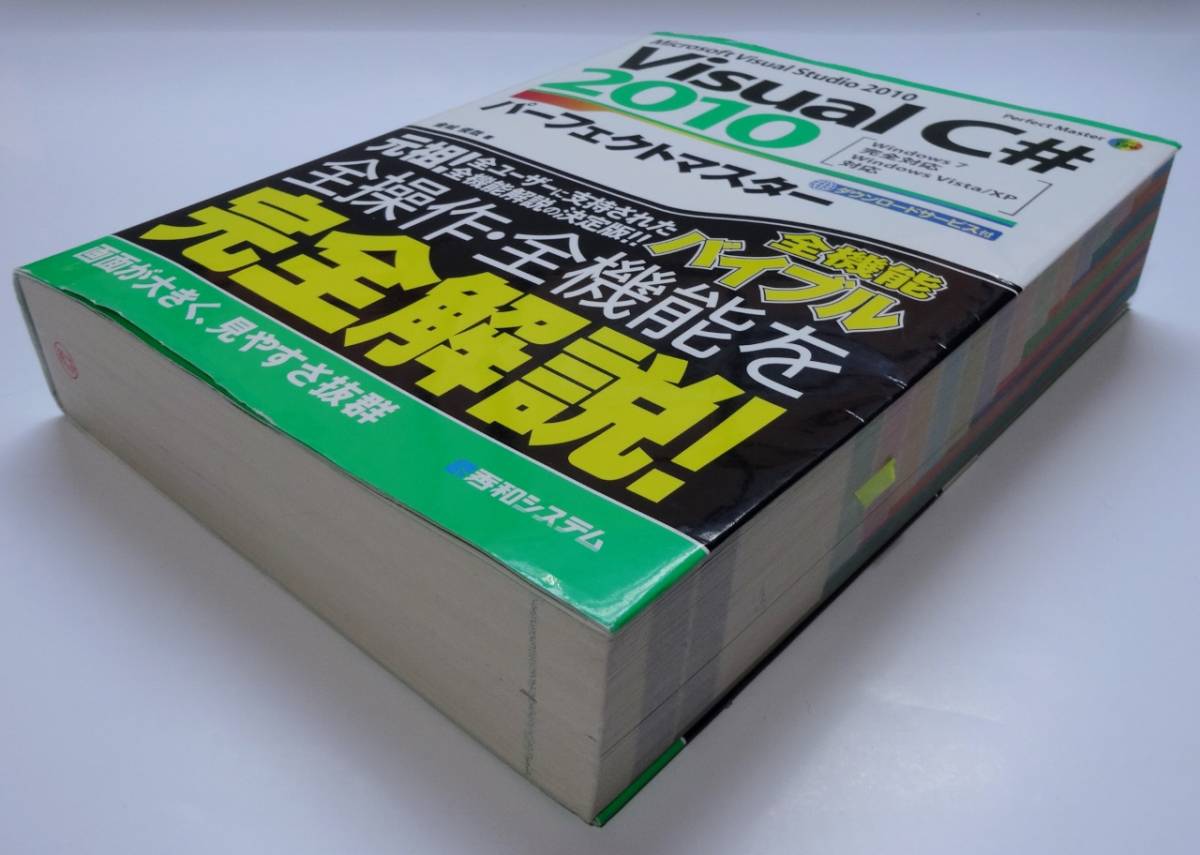 Microsoft Visual Studio 2010
Perfect Master
Visual C#
2010
パーフェクトマスター
Windows 7
完全対応
Windows Vista/XP
対応
ダウンロードサービス付
著
元祖!
全ユーザーに支持された
全機能解説の決定版!!
全機能
バイブル
全操作・全機能を
完全解説!
画面が大きく、見やすさ抜群
秀和システム